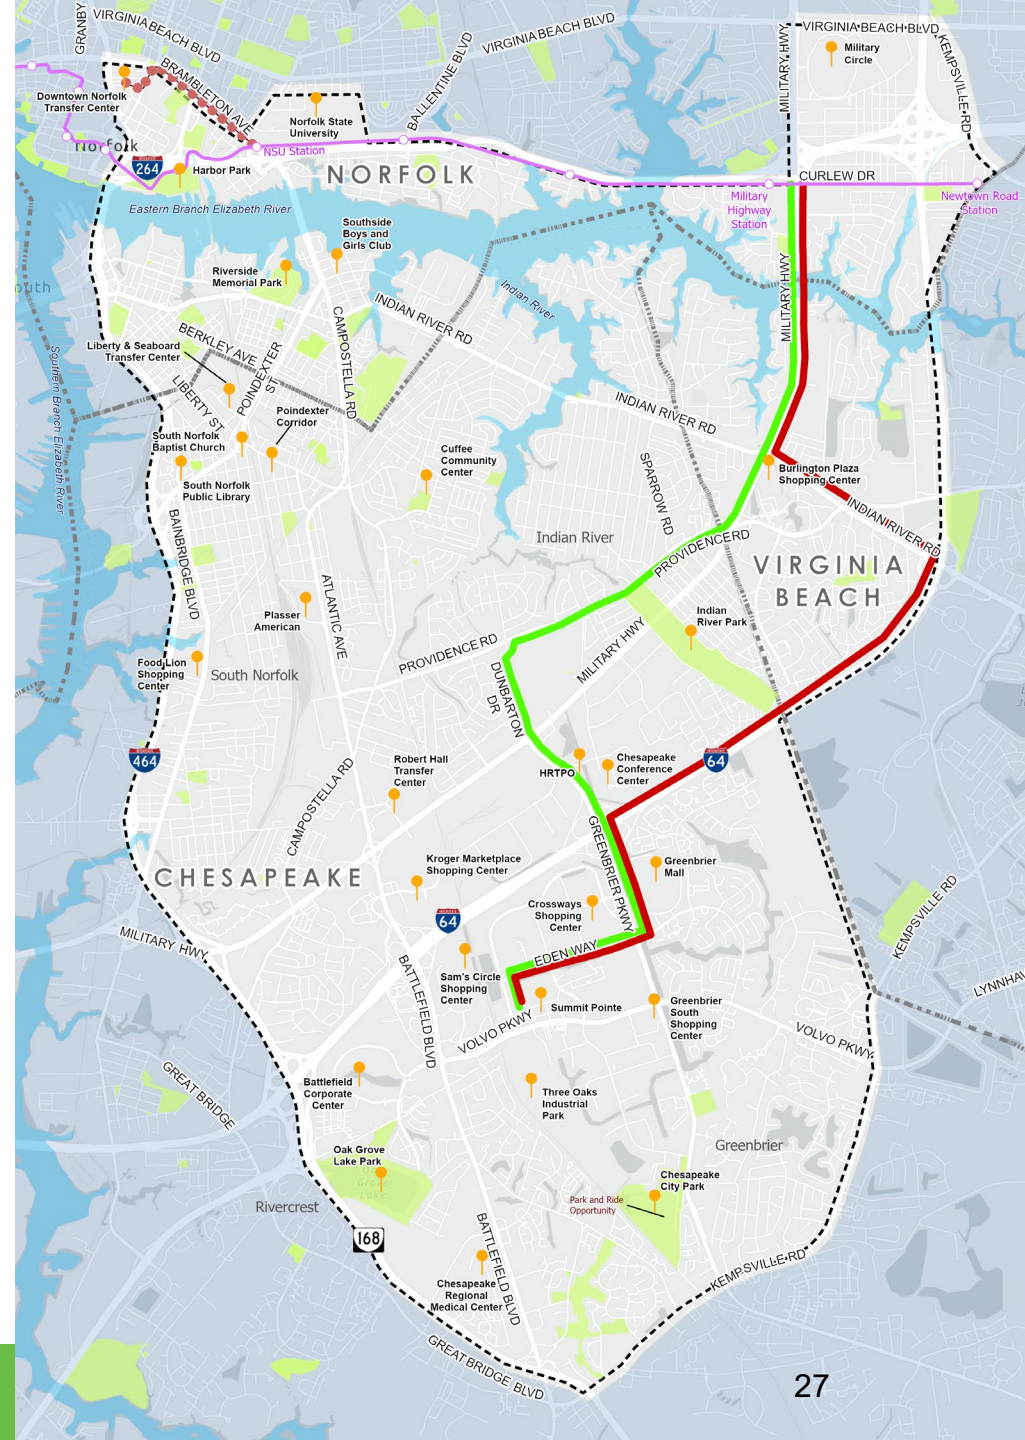 VIRGINIA BEACH BLVD
GRANBY
VIRGINIA BEACH BLVD
BALLENTINE BLVD
MILITARY HWY
VIRGINIA BEACH BLVD
KEMPSVILLE RD
Military
Circle
BRAMBLETON AVE
Downtown Norfolk
Transfer Center
Norfolk State
University
Norfolk
NSU Station
264
Harbor Park
NORFOLK
CURLEW DR
Military
Highway
Station
Newtown Road
Station
Eastern Branch Elizabeth River
Southside
Boys and
Girls Club
Riverside
Memorial Park
outh
Indian River
MILITARY HWY
INDIAN RIVER RD
CAMPOSTELLA RD
BERKLEY AVE
Liberty & Seaboard
Transfer Center
POINDEXTER
ST
LIBERTY ST
Southern Branch Elizabeth River
Poindexter
Corridor
INDIAN RIVER RD
South Norfolk
Baptist Church
Cuffee
Community
Center
SPARROW RD
Burlington Plaza
Shopping Center
South Norfolk
Public Library
INDIAN RIVER RD
BAINBRIDGE BLVD
Indian River
PROVIDENCE RD
VIRGINIA
BEACH
ATLANTIC AVE
Plasser
American
Indian
River Park
MILITARY HWY
PROVIDENCE RD
Food Lion
Shopping
Center
South Norfolk
DUNBARTON
DR
464
Robert Hall
Transfer
Center
HRTPO
Chesapeake
Conference
Center
64
CAMPOSTELLA RD
GREENBRIER PKWY
CHESAPEAKE
Kroger Marketplace
Shopping Center
Greenbrier
Mall
Crossways
Shopping
Center
64
KEMPSVILLE RD
MILITARY HWY
EDEN WAY
BATTLEFIELD BLVD
Sam's Circle
Shopping
Center
Summit Pointe
Greenbrier
South
Shopping
Center
LYNNHAV
VOLVO PKWY
VOLVO PKWY
GREAT BRIDGE
Battlefield
Corporate
Center
Three Oaks
Industrial
Park
Greenbrier
Oak Grove
Lake Park
Oak
Grove
Lake
Chesapeake
City Park
Park and Ride
Opportunity
Rivercrest
168
BATTLEFIELD BLVD
Chesapeake
Regional
Medical Center
KEMPSVILLE RD
GREAT BRIDGE BLVD
27